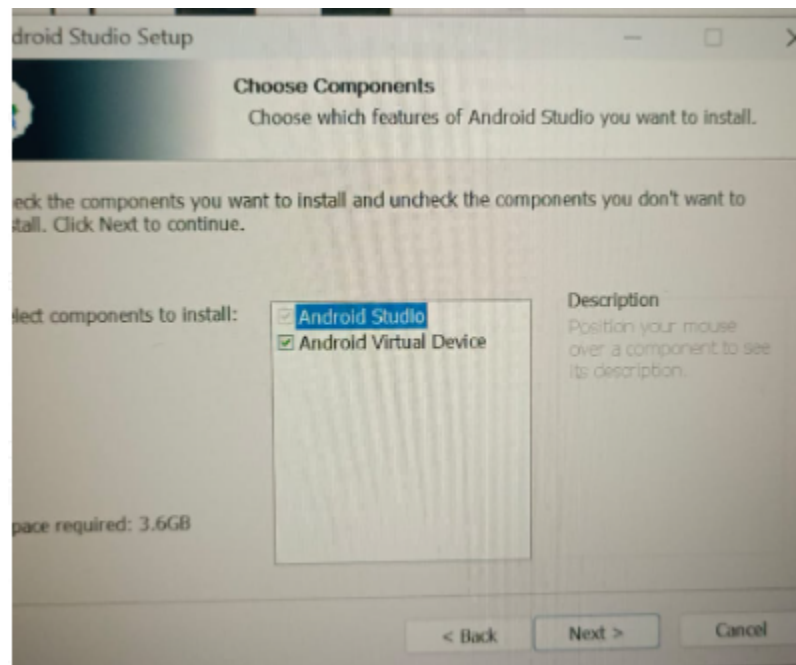 droid Studio Setup
Choose Components
Choose which features of Android Studio you want to install.
eck the components you want to install and uncheck the components you don't want to
stall. Click Next to continue.
elect components to install:
Android Studio
Android Virtual Device
Description
Position your mouse
over a component to see
its description.
pace required: 3.6GB
< Back
Next >
Cancel